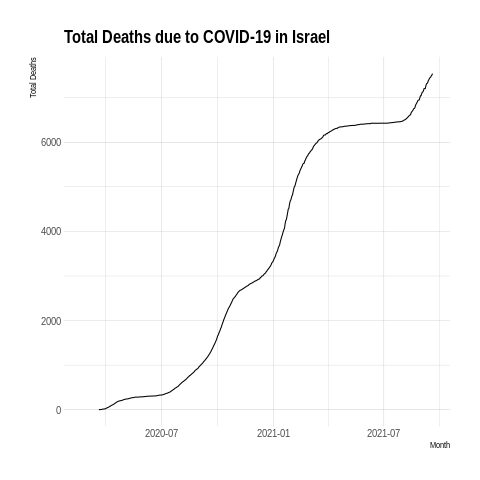 Total Deaths due to COVID-19 in Israel
Total Deaths
6000
4000
2000
0
2020-07 2021-01 2021-07
Month